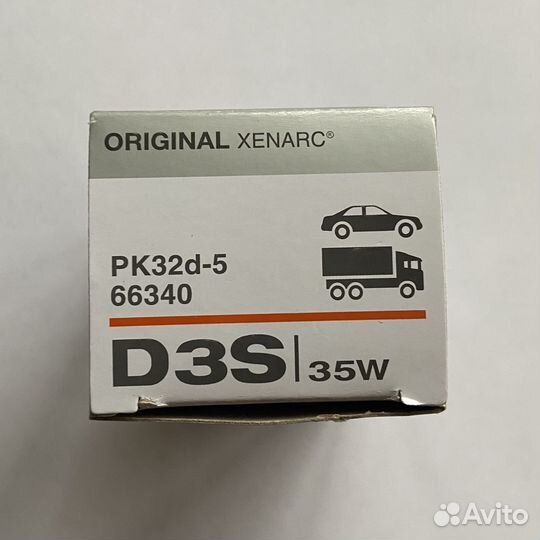 ORIGINAL XENARC®
PK32d-5
66340
D3S | 35W
Avito